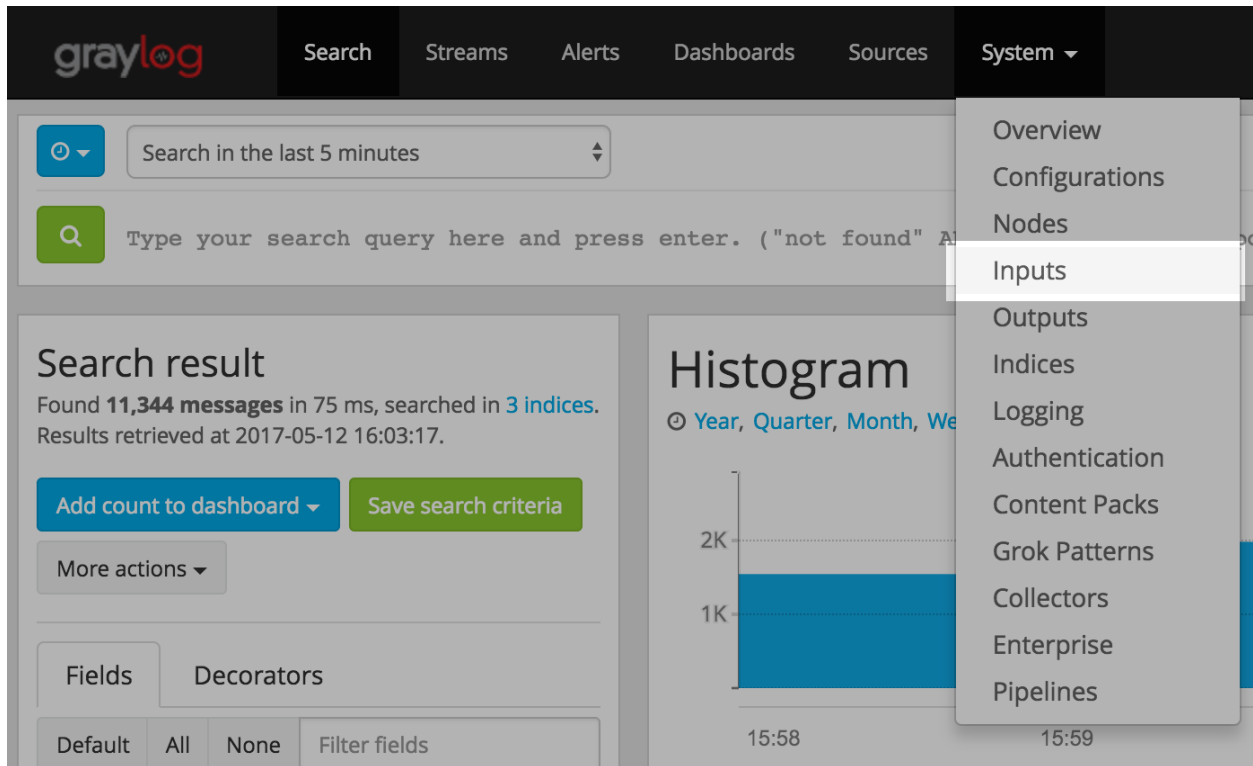 graylog
Search Streams Alerts Dashboards Sources System
Overview
Configurations
Nodes
Inputs
Outputs
Indices
Logging
Authentication
Content Packs
Grok Patterns
Collectors
Enterprise
Pipelines
Search in the last 5 minutes
Type your search query here and press enter. ("not found"
Search result
Found 11,344 messages in 75 ms, searched in 3 indices.
Results retrieved at 2017-05-12 16:03:17.
Add count to dashboard Save search criteria
More actions
Fields Decorators
Default All None Filter fields
Histogram
Year, Quarter, Month,
2K
1K
15:58 15:59